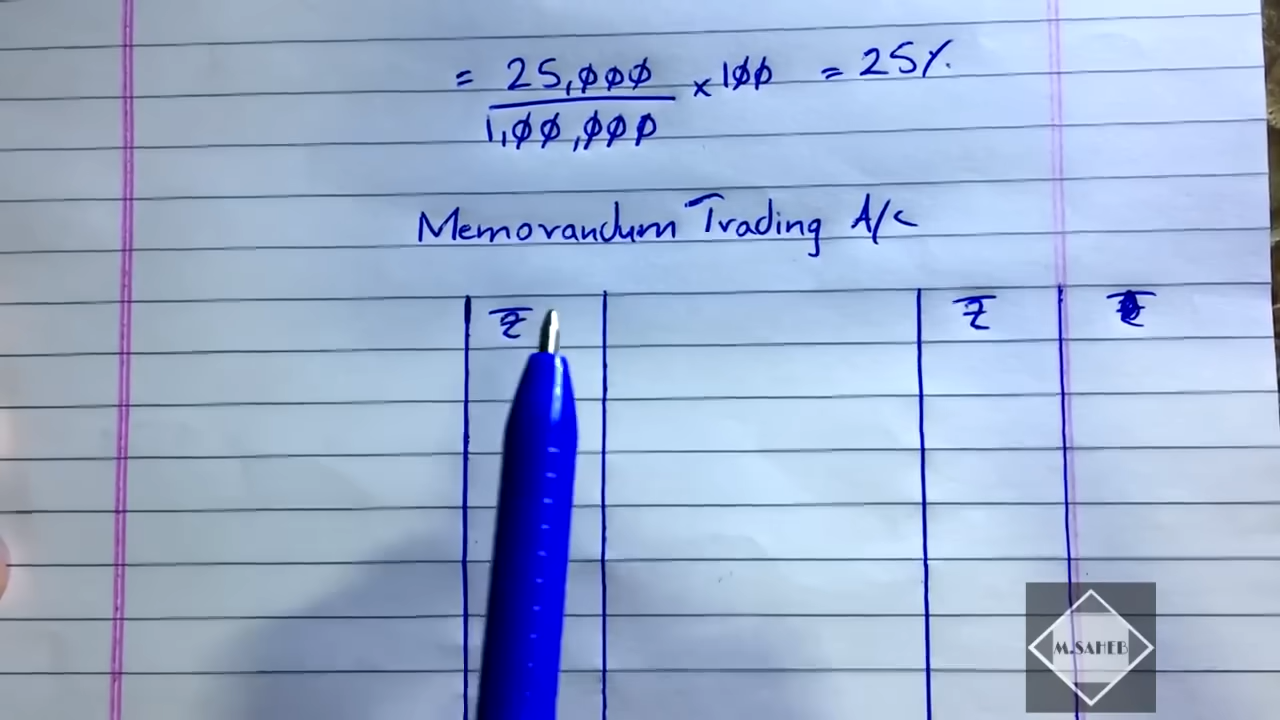 = 25,000 / 1,00,000 × 100 = 25%
Memorandum Trading A/c
₹ ₹ ₹
M.SAHEB